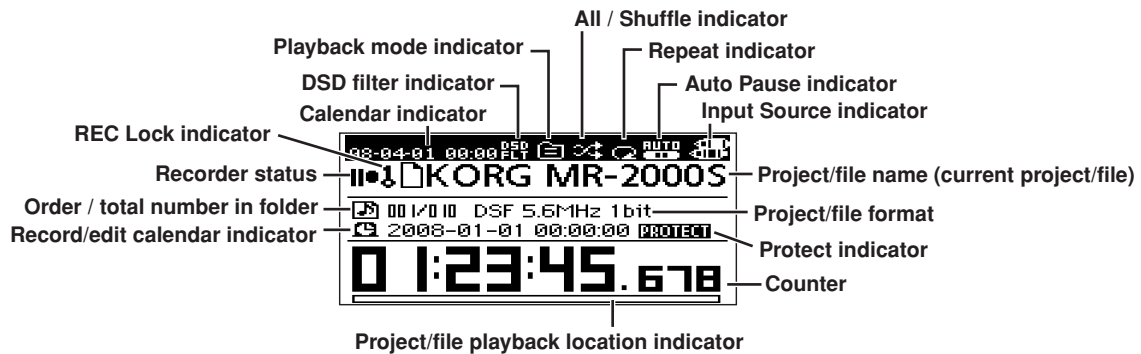 All / Shuffle indicator
Playback mode indicator
Repeat indicator
DSD filter indicator
Auto Pause indicator
Calendar indicator
Input Source indicator
REC Lock indicator
08-04-01 00:00 DSD FLT AUTO
Recorder status
KORG MR-2000S
Project/file name (current project/file)
Order / total number in folder
001/010 DSF 5.6MHz 1bit
Project/file format
Record/edit calendar indicator
2008-01-01 00:00:00 PROTECT
Protect indicator
01:23:45.678
Counter
Project/file playback location indicator